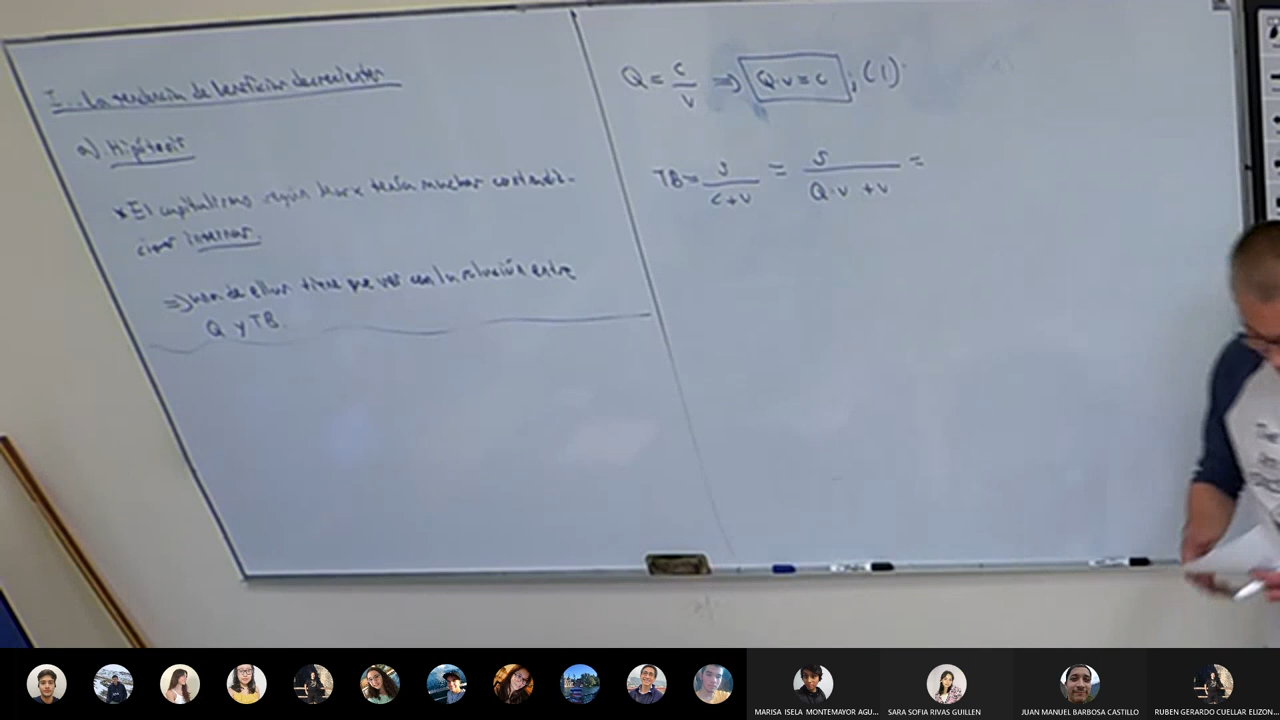 I.. La tendencia de beneficios decrecientes
a). Hipótesis
* El capitalismo según Marx tenía muchas contradic-
ciones internas.
=> una de ellas tiene que ver con la relación entre
Q y TB.
Q = c/v => Q·v = c ; (1).
TB = s/(c+v) = s/(Q·v + v) =
MARISA ISELA MONTEMAYOR AGU...
SARA SOFIA RIVAS GUILLEN
JUAN MANUEL BARBOSA CASTILLO
RUBEN GERARDO CUELLAR ELIZON...